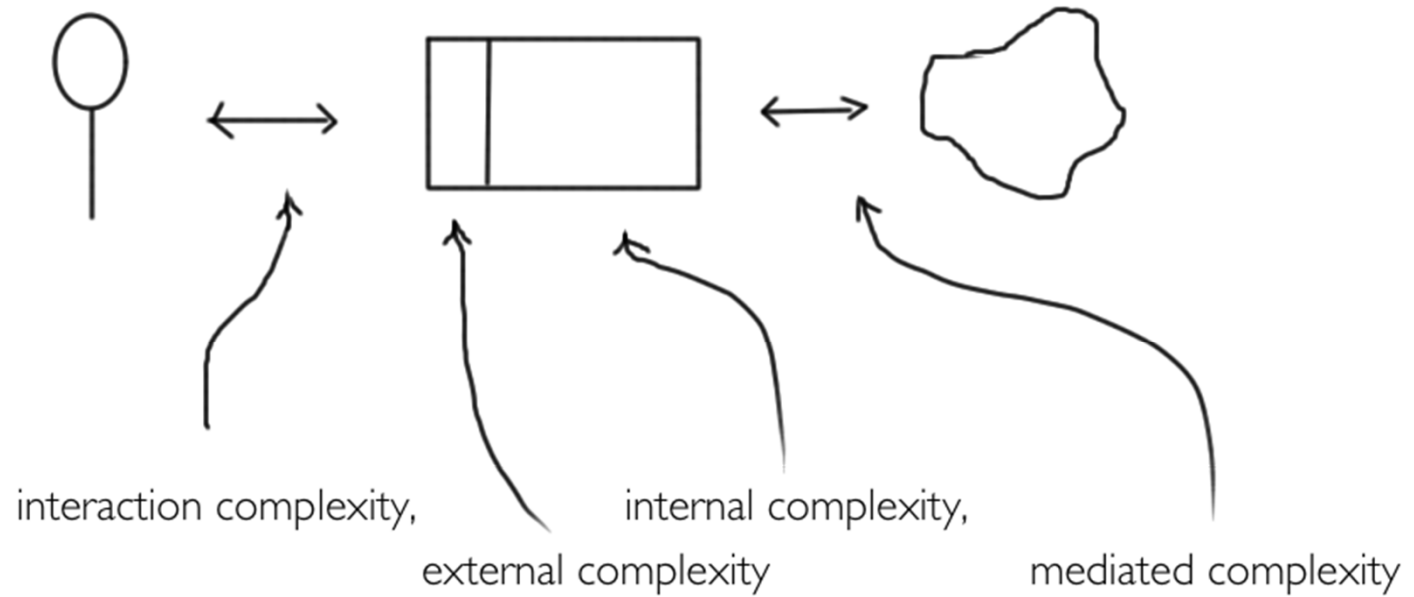 interaction complexity,
internal complexity,
external complexity
mediated complexity